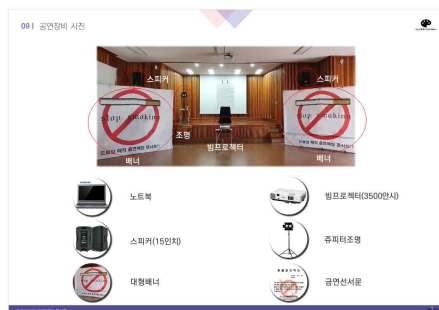 09 I 공연장비 사진
스피커
스피커
stop smoking
stop smoking
조명
빔프로젝터
배너
배너
노트북
빔프로젝터(3500안시)
스피커(15인치)
쥬피터조명
대형배너
금연선서문